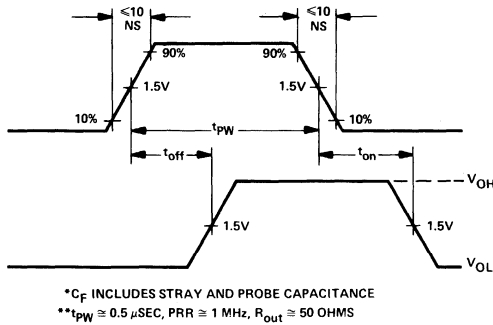 ≤10 NS
≤10 NS
90%
90%
1.5V
1.5V
10%
10%
tPW
toff
ton
VOH
1.5V
1.5V
VOL
*CF INCLUDES STRAY AND PROBE CAPACITANCE
**tPW ≅ 0.5 μSEC, PRR ≅ 1 MHz, Rout ≅ 50 OHMS